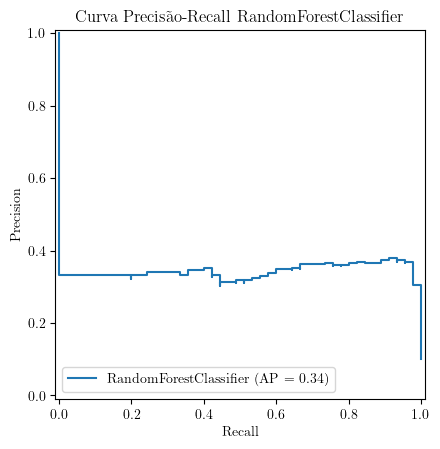 Curva Precisão-Recall RandomForestClassifier
1.0
0.8
0.6
0.4
0.2
0.0
Precision
RandomForestClassifier (AP = 0.34)
0.0 0.2 0.4 0.6 0.8 1.0
Recall